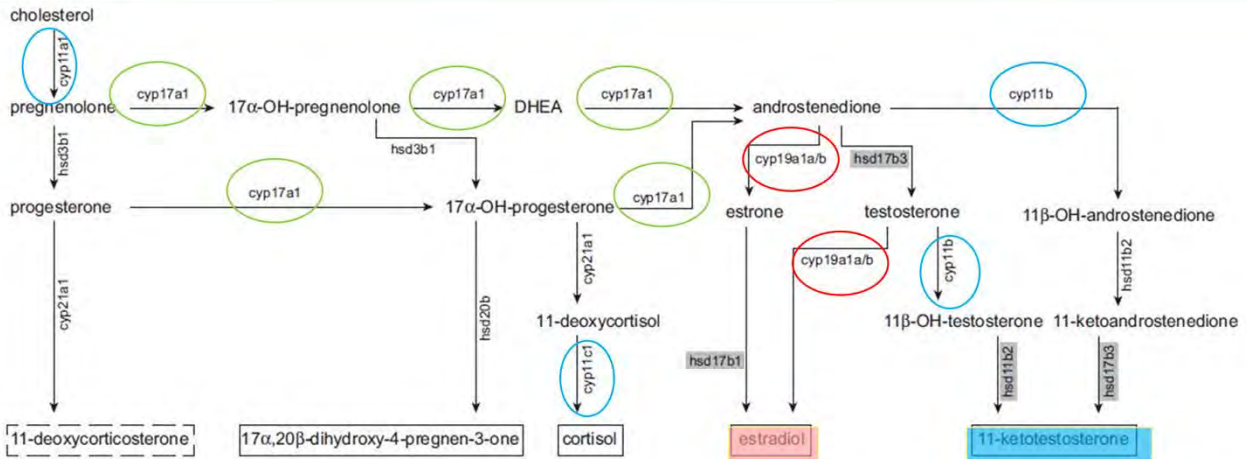 cholesterol
cyp11a1
cyp17a1
cyp17a1
cyp17a1
cyp11b
pregnenolone
17α-OH-pregnenolone
DHEA
androstenedione
hsd3b1
hsd3b1
cyp19a1a/b
hsd17b3
cyp17a1
cyp17a1
progesterone
17α-OH-progesterone
estrone
testosterone
11β-OH-androstenedione
cyp21a1
hsd20b
cyp21a1
cyp19a1a/b
cyp11b
hsd11b2
11-deoxycortisol
11β-OH-testosterone
11-ketoandrostenedione
cyp11c1
hsd17b1
hsd11b2
hsd17b3
11-deoxycorticosterone
17α,20β-dihydroxy-4-pregnen-3-one
cortisol
estradiol
11-ketotestosterone